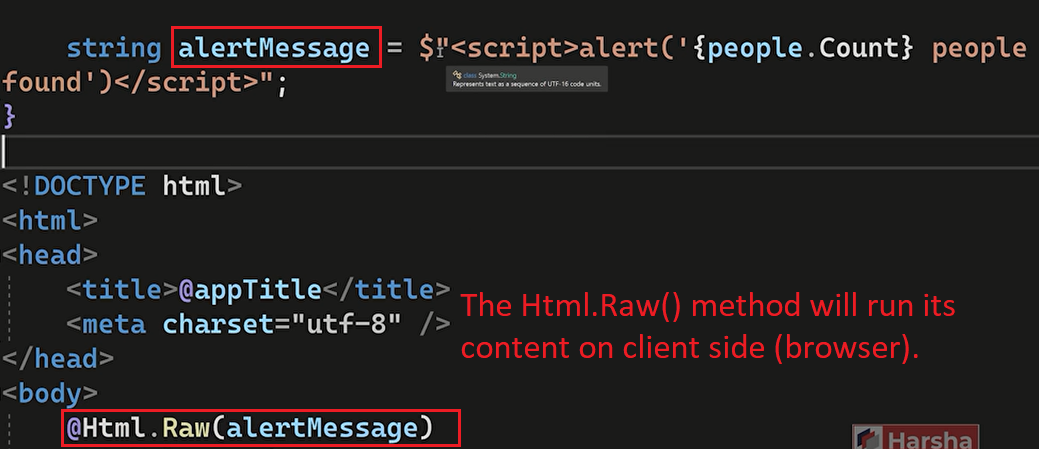 string alertMessage = $"<script>alert('{people.Count} people
found')</script>";
class System.String
Represents text as a sequence of UTF-16 code units.
}
<!DOCTYPE html>
<html>
<head>
<title>@appTitle</title>
<meta charset="utf-8" />
</head>
<body>
@Html.Raw(alertMessage)
The Html.Raw() method will run its
content on client side (browser).
Harsha